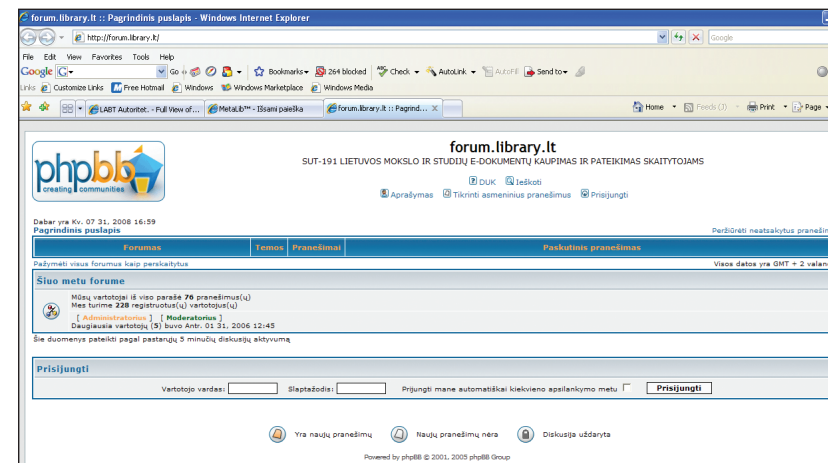 forum.library.lt :: Pagrindinis puslapis - Windows Internet Explorer
http://forum.library.lt/
Google
File Edit View Favorites Tools Help
Google G Go Bookmarks 264 blocked Check AutoLink AutoFill Send to
Links Customize Links Free Hotmail Windows Windows Marketplace Windows Media
LABT Autoritet.. - Full View of... MetaLib™ - Išsami paieška forum.library.lt :: Pagrind... X Home Feeds (J) Print Page
phpbb
creating communities
forum.library.lt
SUT-191 LIETUVOS MOKSLO IR STUDIJŲ E-DOKUMENTŲ KAUPIMAS IR PATEIKIMAS SKAITYTOJAMS
DUK Ieškoti
Aprašymas Tikrinti asmeninius pranešimus Prisijungti
Dabar yra Kv. 07 31, 2008 16:59
Pagrindinis puslapis Peržiūrėti neatsakytus pranešim
Forumas Temos Pranešimai Paskutinis pranešimas
Pažymėti visus forumus kaip perskaitytus Visos datos yra GMT + 2 valan
Šiuo metu forume
Mūsų vartotojai iš viso parašė 76 pranešimus(ų)
Mes turime 228 registruotus(ų) vartotojus(ų)
[ Administratorius ] [ Moderatorius ]
Daugiausia vartotojų (5) buvo Antr. 01 31, 2006 12:45
Šie duomenys pateikti pagal pastarųjų 5 minučių diskusijų aktyvumą
Prisijungti
Vartotojo vardas: Slaptažodis: Prijungti mane automatiškai kiekvieno apsilankymo metu Prisijungti
Yra naujų pranešimų Naujų pranešimų nėra Diskusija uždaryta
Powered by phpBB © 2001, 2005 phpBB Group